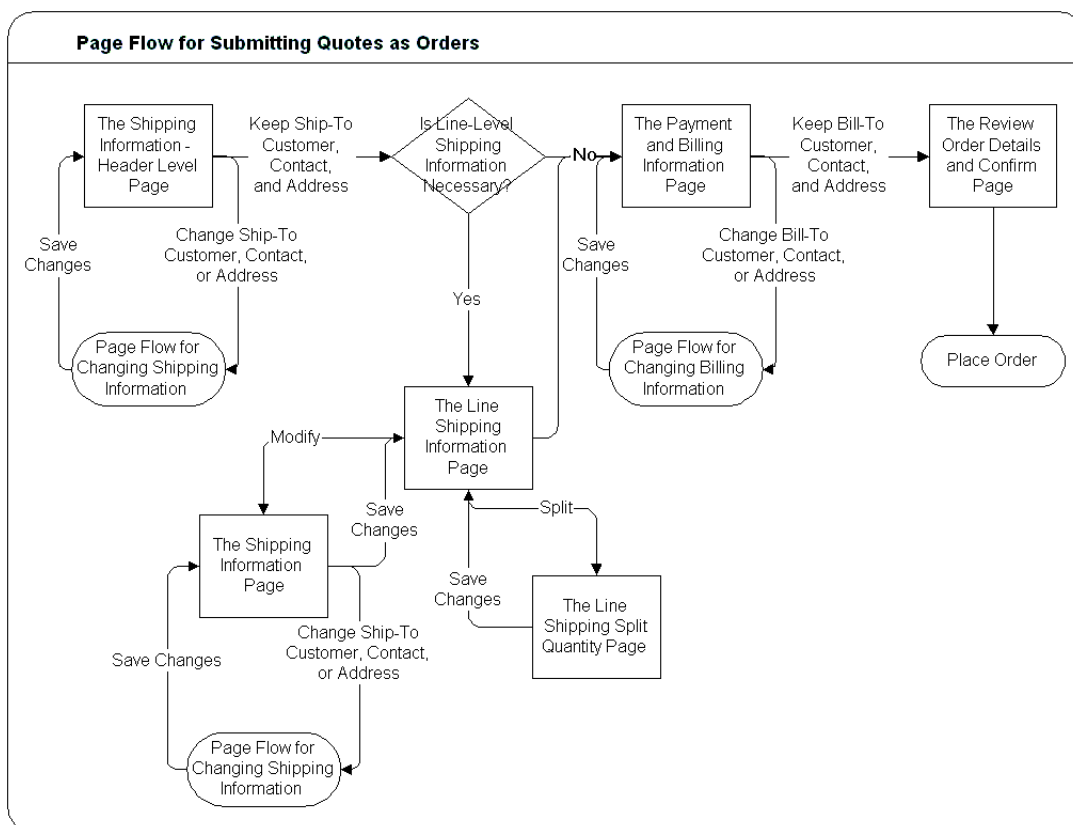 Page Flow for Submitting Quotes as Orders
The Shipping
Information -
Header Level
Page
Keep Ship-To
Customer,
Contact,
and Address
Is Line-Level
Shipping
Information
Necessary?
No
The Payment
and Billing
Information
Page
Keep Bill-To
Customer,
Contact,
and Address
The Review
Order Details
and Confirm
Page
Save
Changes
Change Ship-To
Customer, Contact,
or Address
Save
Changes
Change Bill-To
Customer, Contact,
or Address
Yes
Page Flow for
Changing Shipping
Information
Page Flow for
Changing Billing
Information
Place Order
The Line
Shipping
Information
Page
Modify
Save
Changes
Split
The Shipping
Information
Page
Save
Changes
The Line
Shipping Split
Quantity Page
Save Changes
Change Ship-To
Customer, Contact,
or Address
Page Flow for
Changing Shipping
Information